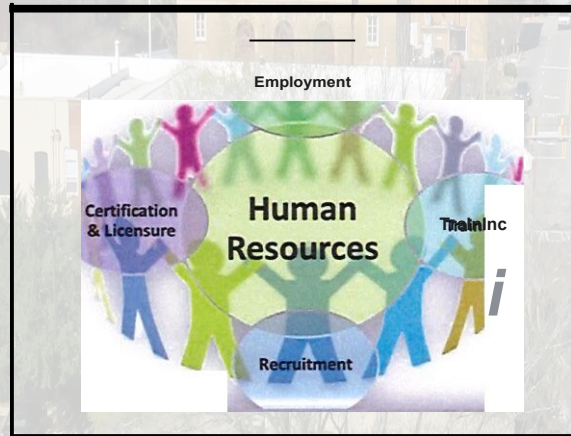 Employment
Certification
& Licensure
Human
Resources
Recruitment
i